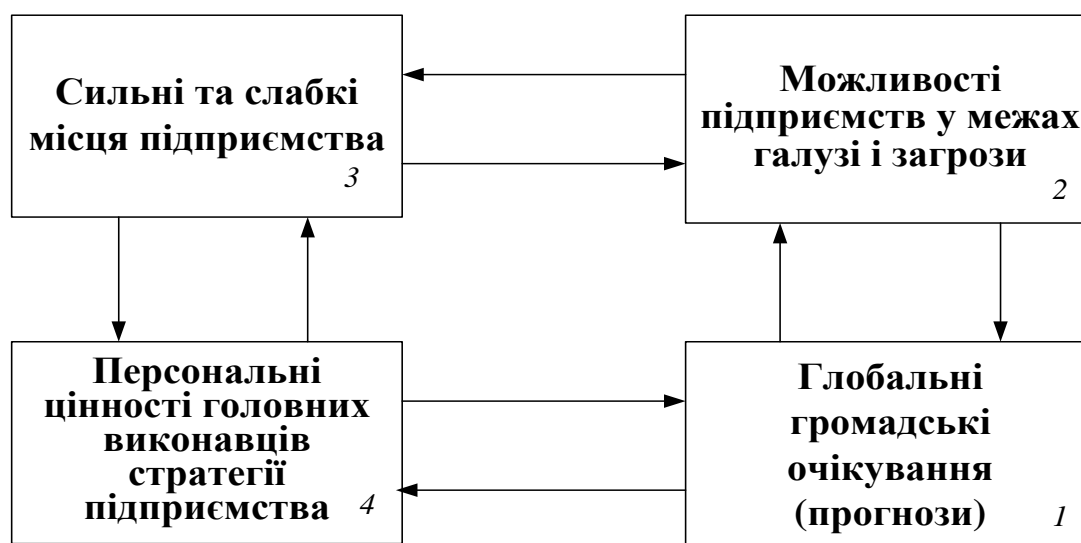 Сильні та слабкі
місця підприємства
3
Можливості
підприємств у межах
галузі і загрози
2
Персональні
цінності головних
виконавців
стратегії
підприємства
4
Глобальні
громадські
очікування
(прогнози)
1